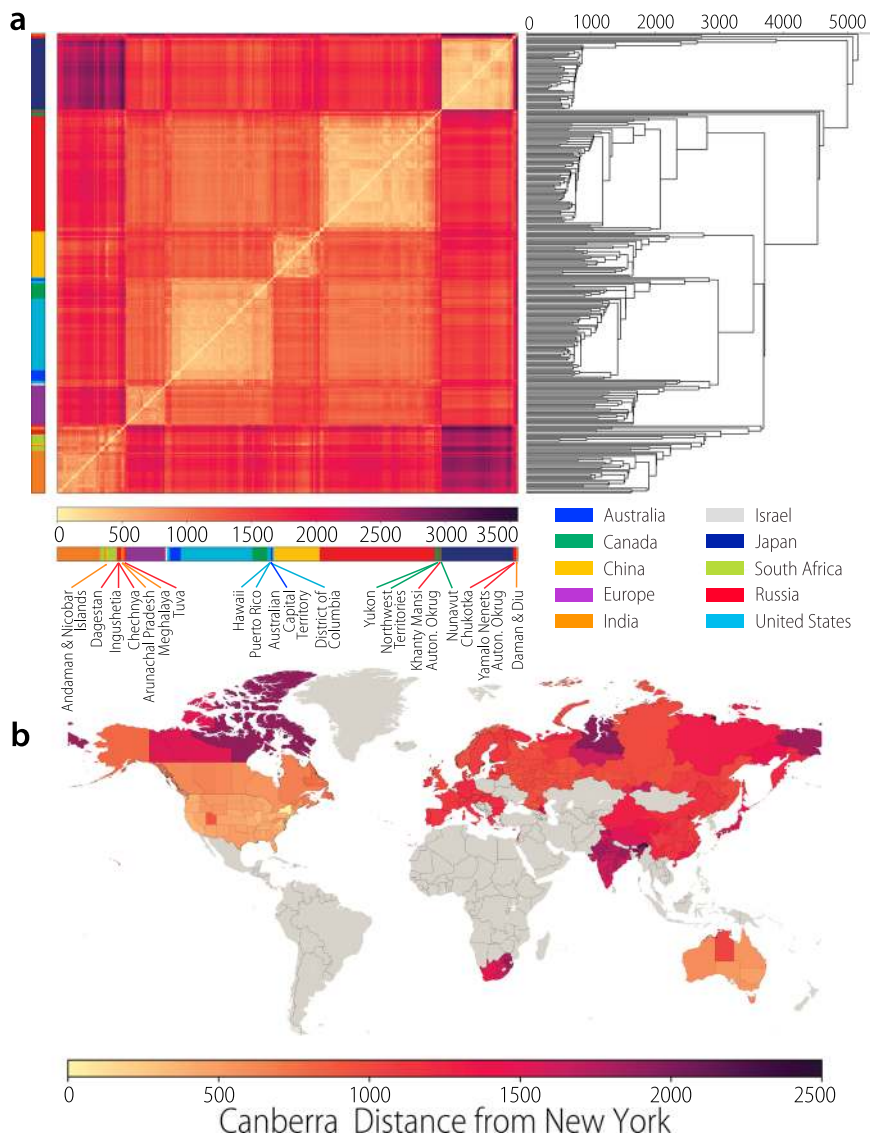 a
0 1000 2000 3000 4000 5000
0 500 1000 1500 2000 2500 3000 3500
Andaman & Nicobar
Islands
Dagestan
Ingushetia
Chechnya
Arunachal Pradesh
Meghalaya
Tuva
Hawaii
Puerto Rico
Australian
Capital
Territory
District of
Columbia
Yukon
Northwest
Territories
Khanty Mansi
Auton. Okrug
Nunavut
Chukotka
Yamalo Nenets
Auton. Okrug
Daman & Diu
Australia
Canada
China
Europe
India
Israel
Japan
South Africa
Russia
United States
b
0 500 1000 1500 2000 2500
Canberra Distance from New York